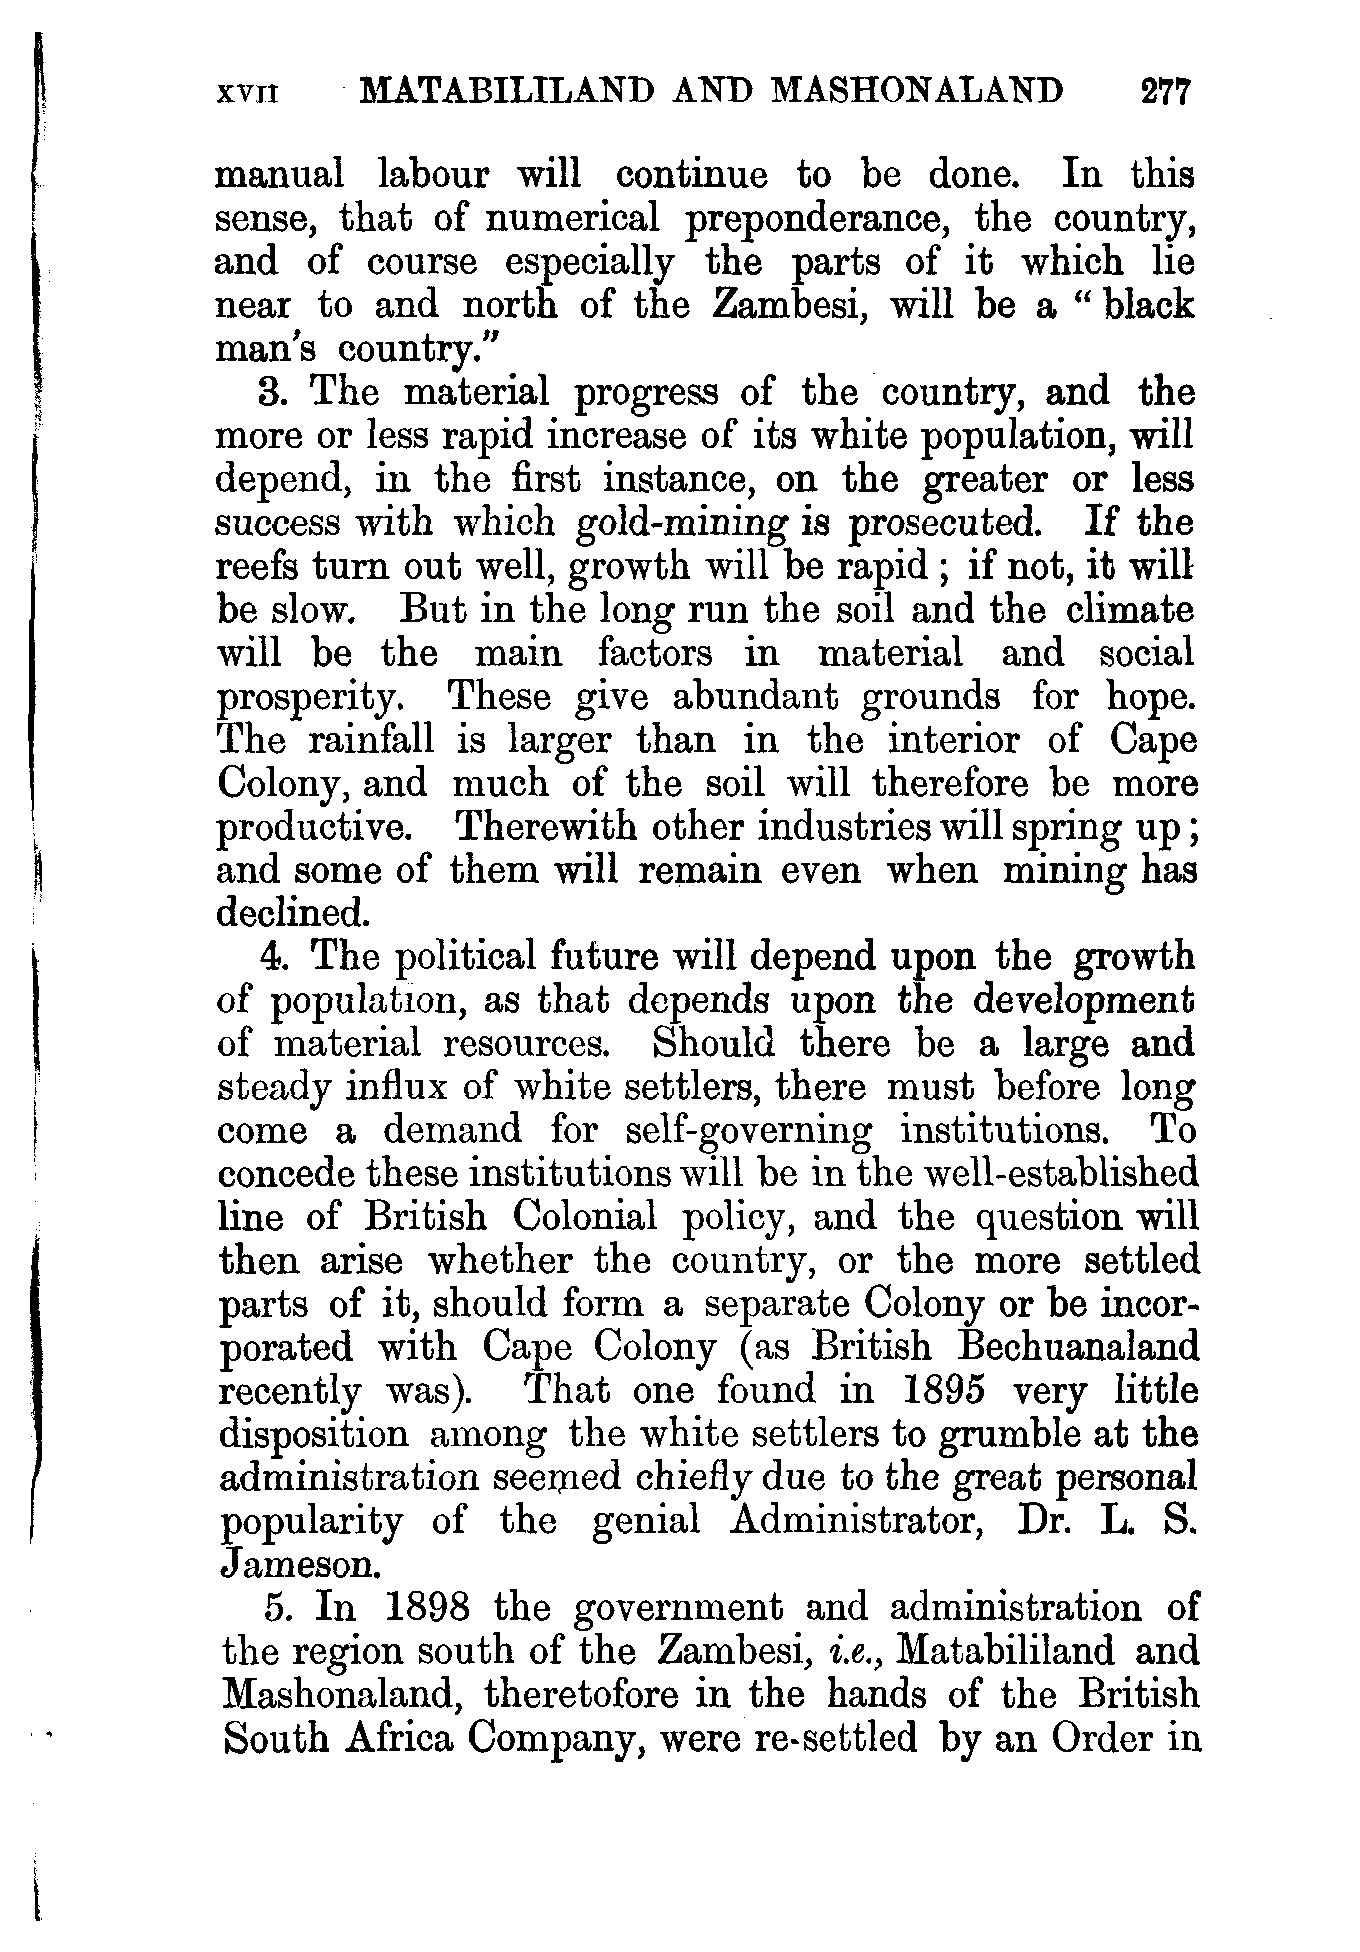 XVII MATABILILAND AND MASHONALAND 277
manual labour will continue to be done. In this
sense, that of numerical preponderance, the country,
and of course especially the parts of it which lie
near to and north of the Zambesi, will be a “ black
man's country.”
3. The material progress of the country, and the
more or less rapid increase of its white population, will
depend, in the first instance, on the greater or less
success with which gold-mining is prosecuted. If the
reefs turn out well, growth will be rapid ; if not, it will
be slow. But in the long run the soil and the climate
will be the main factors in material and social
prosperity. These give abundant grounds for hope.
The rainfall is larger than in the interior of Cape
Colony, and much of the soil will therefore be more
productive. Therewith other industries will spring up ;
and some of them will remain even when mining has
declined.
4. The political future will depend upon the growth
of population, as that depends upon the development
of material resources. Should there be a large and
steady influx of white settlers, there must before long
come a demand for self-governing institutions. To
concede these institutions will be in the well-established
line of British Colonial policy, and the question will
then arise whether the country, or the more settled
parts of it, should form a separate Colony or be incor-
porated with Cape Colony (as British Bechuanaland
recently was). That one found in 1895 very little
disposition among the white settlers to grumble at the
administration seemed chiefly due to the great personal
popularity of the genial Administrator, Dr. L. S.
Jameson.
5. In 1898 the government and administration of
the region south of the Zambesi, i.e., Matabililand and
Mashonaland, theretofore in the hands of the British
South Africa Company, were re-settled by an Order in